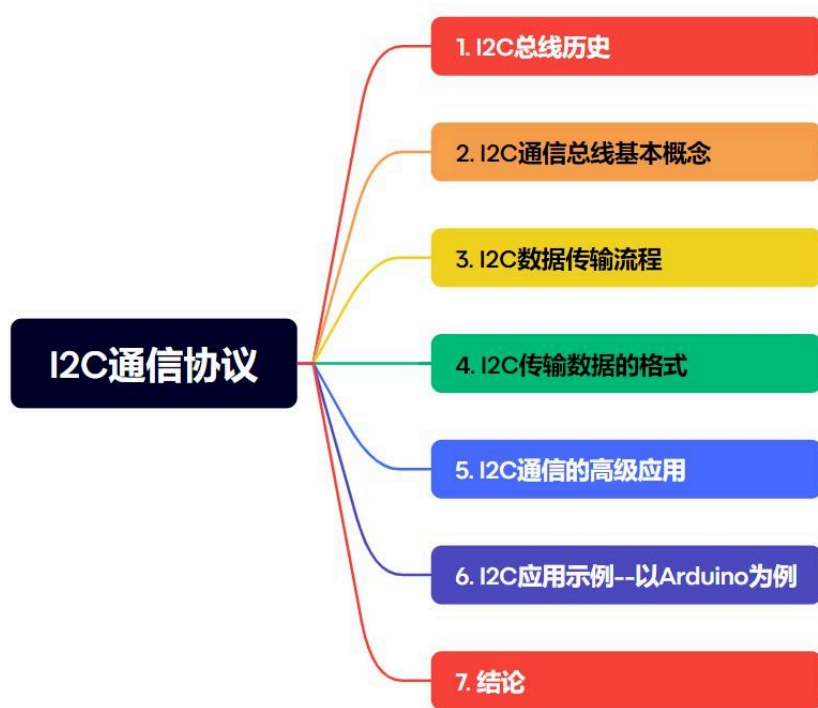 I2C通信协议
1. I2C总线历史
2. I2C通信总线基本概念
3. I2C数据传输流程
4. I2C传输数据的格式
5. I2C通信的高级应用
6. I2C应用示例--以Arduino为例
7. 结论